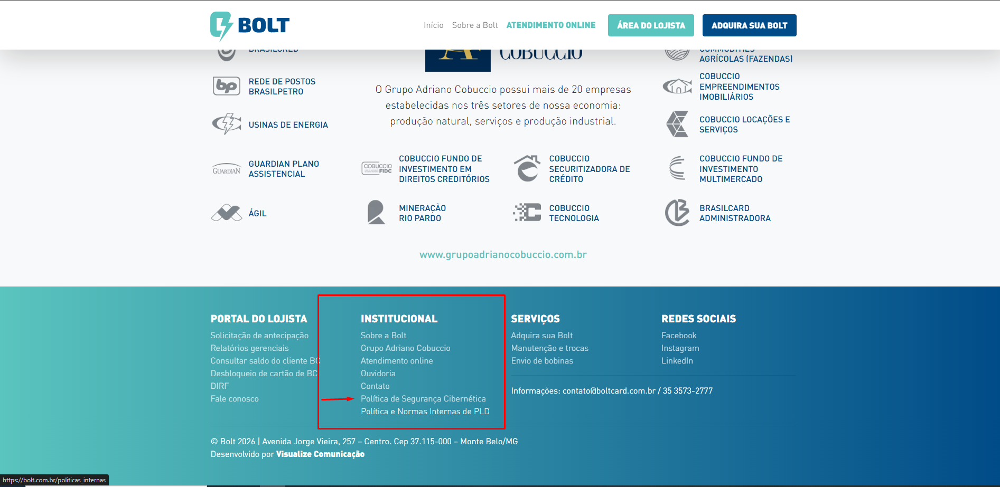 BOLT
Início
Sobre a Bolt
ATENDIMENTO ONLINE
ÁREA DO LOJISTA
ADQUIRA SUA BOLT
BRASILCRED
COBUCCIO
COMMODITIES
AGRÍCOLAS (FAZENDAS)
bp
REDE DE POSTOS
BRASILPETRO
O Grupo Adriano Cobuccio possui mais de 20 empresas
estabelecidas nos três setores de nossa economia:
produção natural, serviços e produção industrial.
COBUCCIO
EMPREENDIMENTOS
IMOBILIÁRIOS
USINAS DE ENERGIA
COBUCCIO LOCAÇÕES E
SERVIÇOS
GUARDIAN
GUARDIAN PLANO
ASSISTENCIAL
COBUCCIO
FIDC
COBUCCIO FUNDO DE
INVESTIMENTO EM
DIREITOS CREDITÓRIOS
COBUCCIO
SECURITIZADORA DE
CRÉDITO
COBUCCIO FUNDO DE
INVESTIMENTO
MULTIMERCADO
ÁGIL
MINERAÇÃO
RIO PARDO
COBUCCIO
TECNOLOGIA
BRASILCARD
ADMINISTRADORA
www.grupoadrianocobuccio.com.br
PORTAL DO LOJISTA
Solicitação de antecipação
Relatórios gerenciais
Consultar saldo do cliente BC
Desbloqueio de cartão de BC
DIRF
Fale conosco
INSTITUCIONAL
Sobre a Bolt
Grupo Adriano Cobuccio
Atendimento online
Ouvidoria
Contato
Política de Segurança Cibernética
Política e Normas Internas de PLD
SERVIÇOS
Adquira sua Bolt
Manutenção e trocas
Envio de bobinas
REDES SOCIAIS
Facebook
Instagram
LinkedIn
Informações: contato@boltcard.com.br / 35 3573-2777
© Bolt 2026 | Avenida Jorge Vieira, 257 – Centro. Cep 37.115-000 – Monte Belo/MG
Desenvolvido por Visualize Comunicação
https://bolt.com.br/politicas_internas